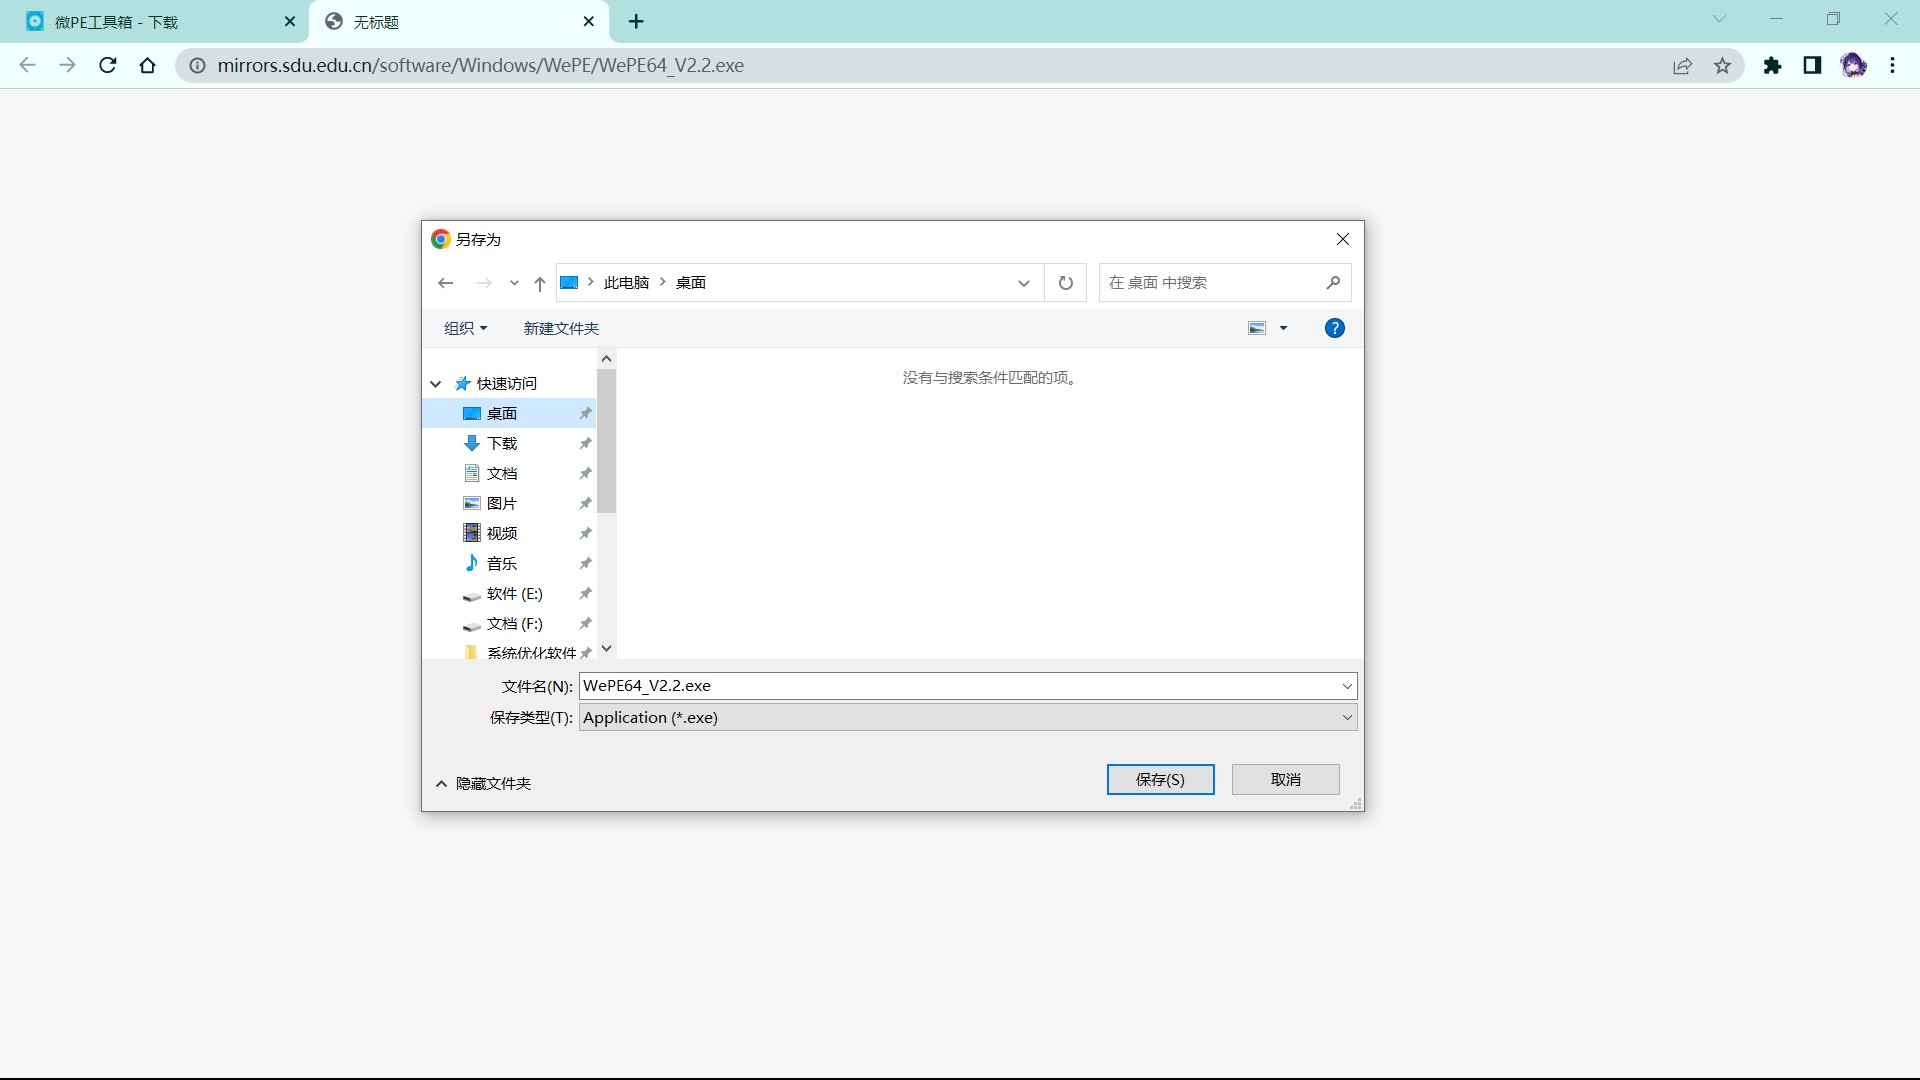 微PE工具箱 - 下载
无标题
mirrors.sdu.edu.cn/software/Windows/WePE/WePE64_V2.2.exe
另存为
此电脑
桌面
在 桌面 中搜索
组织
新建文件夹
?
快速访问
没有与搜索条件匹配的项。
桌面
下载
文档
图片
视频
音乐
软件 (E:)
文档 (F:)
系统优化软件
文件名(N): WePE64_V2.2.exe
保存类型(T): Application (*.exe)
隐藏文件夹
保存(S)
取消